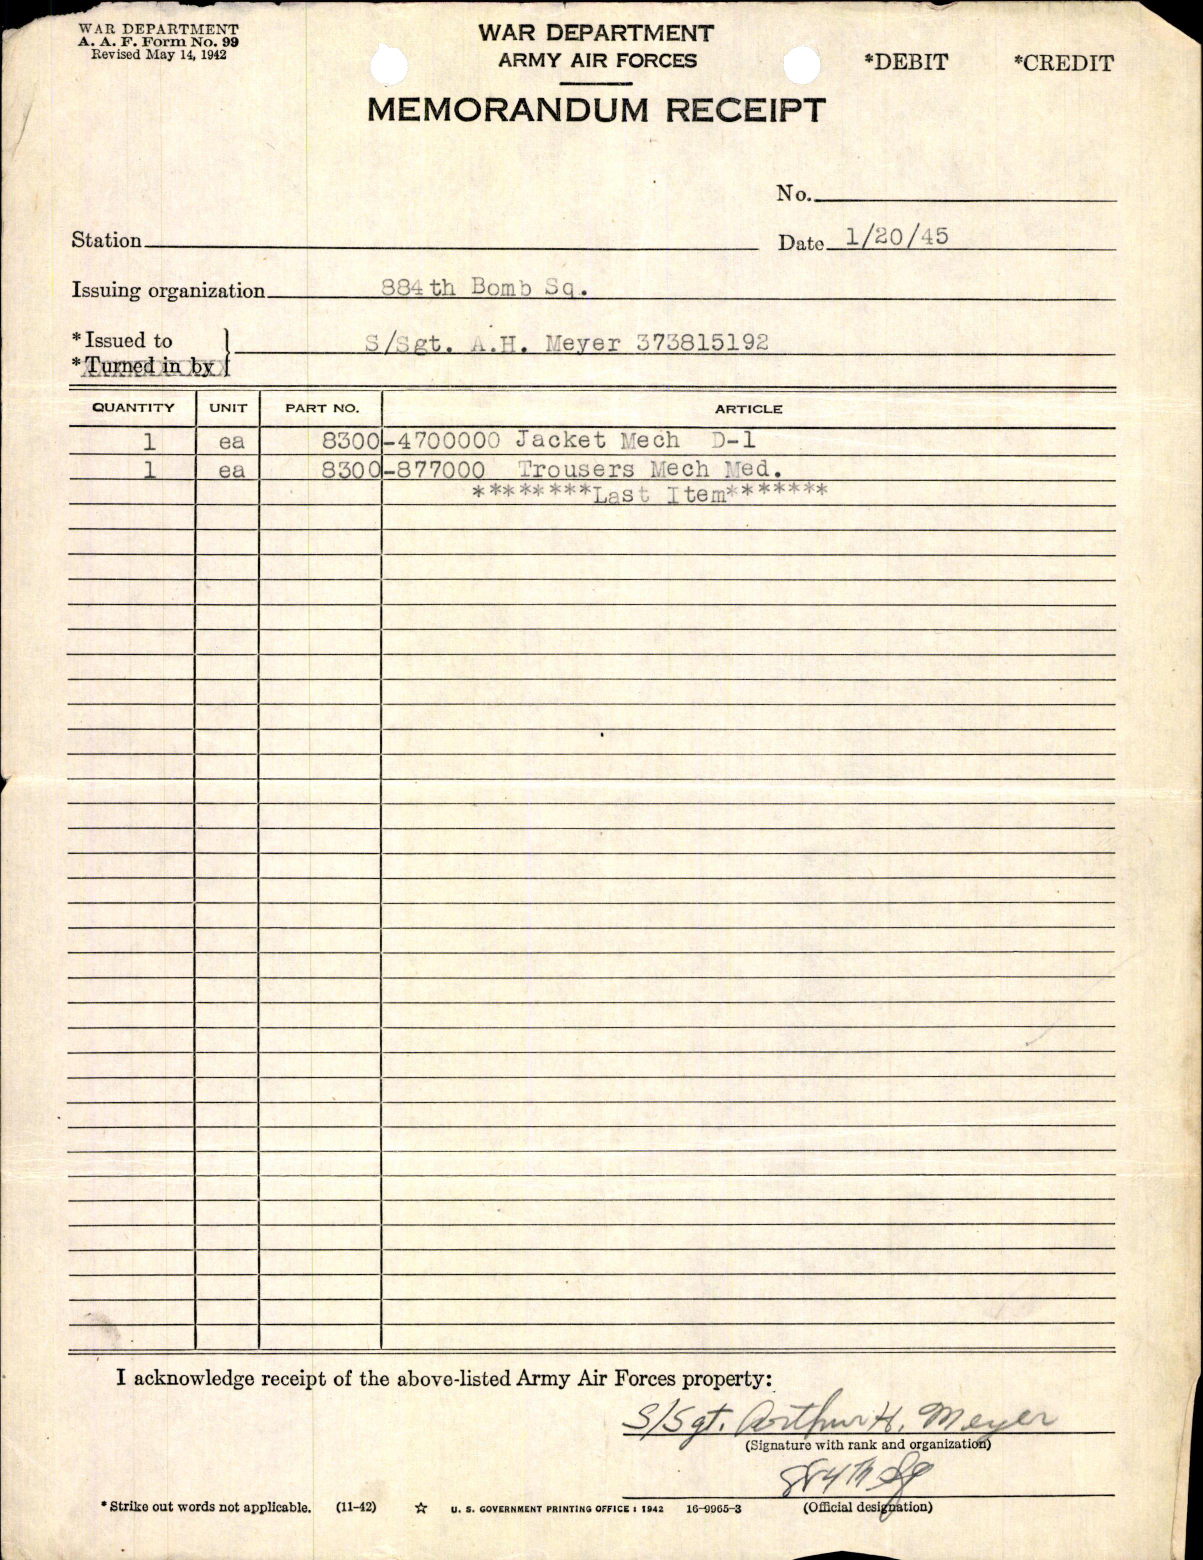 WAR DEPARTMENT
A. A. F. Form No. 99
Revised May 14, 1942
WAR DEPARTMENT
ARMY AIR FORCES
*DEBIT *CREDIT
MEMORANDUM RECEIPT
No.
Station Date 1/20/45
Issuing organization 884th Bomb Sq.
*Issued to S/Sgt. A.H. Meyer 373815192
*Turned in by
QUANTITY UNIT PART NO. ARTICLE
1 ea 8300-4700000 Jacket Mech D-1
1 ea 8300-877000 Trousers Mech Med.
********Last Item*******
I acknowledge receipt of the above-listed Army Air Forces property:
S/Sgt. Arthur H. Meyer
(Signature with rank and organization)
884th Sq
*Strike out words not applicable. (11-42) ☆ U. S. GOVERNMENT PRINTING OFFICE : 1942 16-9965-3 (Official designation)